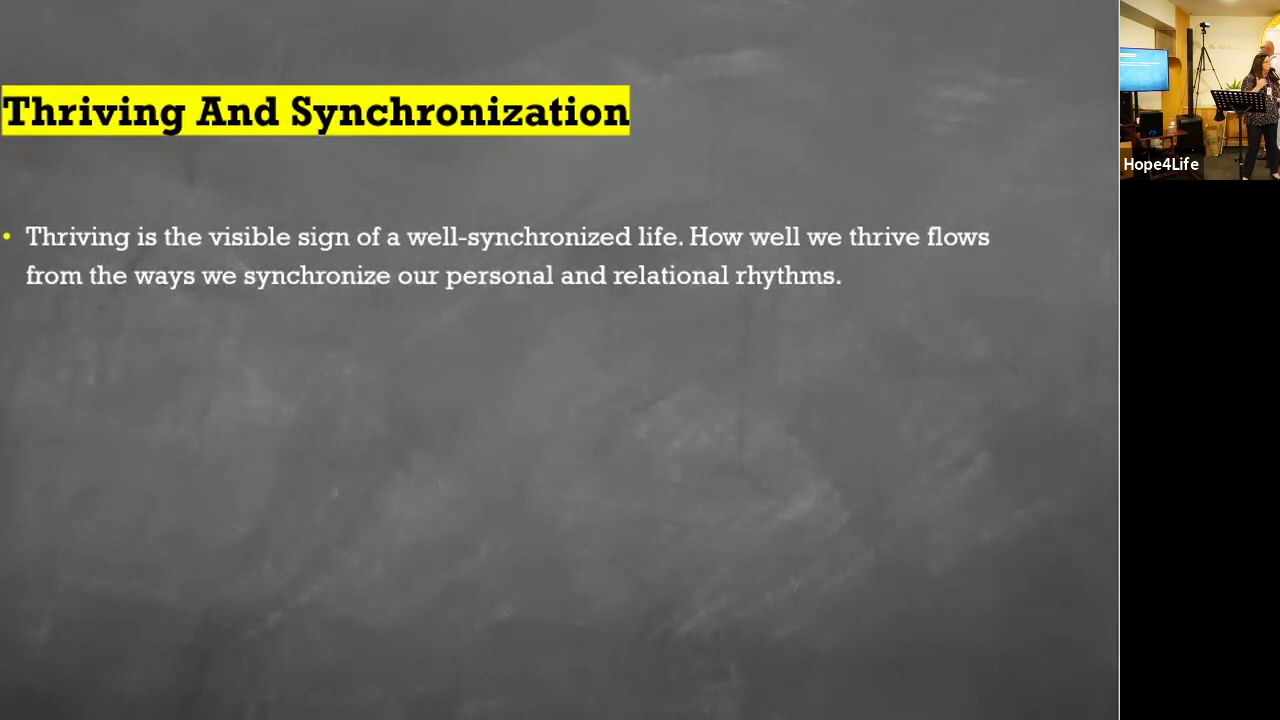 Thriving And Synchronization
• Thriving is the visible sign of a well-synchronized life. How well we thrive flows
from the ways we synchronize our personal and relational rhythms.
Hope4Life